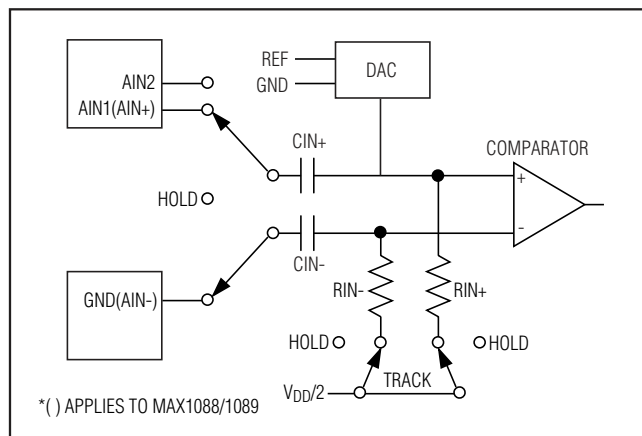 REF
GND
DAC
AIN2
AIN1(AIN+)
CIN+
COMPARATOR
+
-
HOLD
CIN-
GND(AIN-)
RIN-
RIN+
HOLD
HOLD
TRACK
VDD/2
*( ) APPLIES TO MAX1088/1089